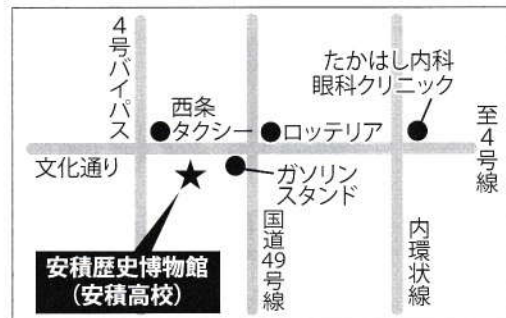 4号バイパス
西条
タクシー
ロッテリア
たかはし内科
眼科クリニック
至4号線
文化通り
ガソリン
スタンド
国道49号線
内環状線
安積歴史博物館
(安積高校)